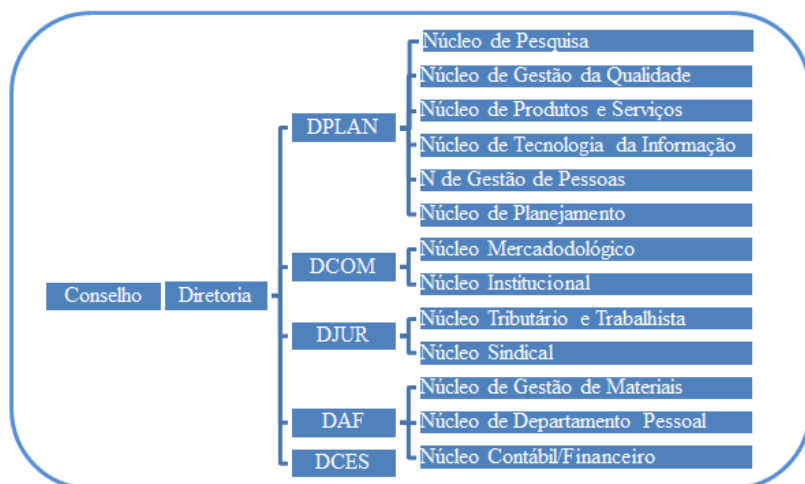 Conselho
Diretoria
DPLAN
Núcleo de Pesquisa
Núcleo de Gestão da Qualidade
Núcleo de Produtos e Serviços
Núcleo de Tecnologia da Informação
N de Gestão de Pessoas
Núcleo de Planejamento
DCOM
Núcleo Mercadodológico
Núcleo Institucional
DJUR
Núcleo Tributário e Trabalhista
Núcleo Sindical
DAF
Núcleo de Gestão de Materiais
Núcleo de Departamento Pessoal
Núcleo Contábil/Financeiro
DCES